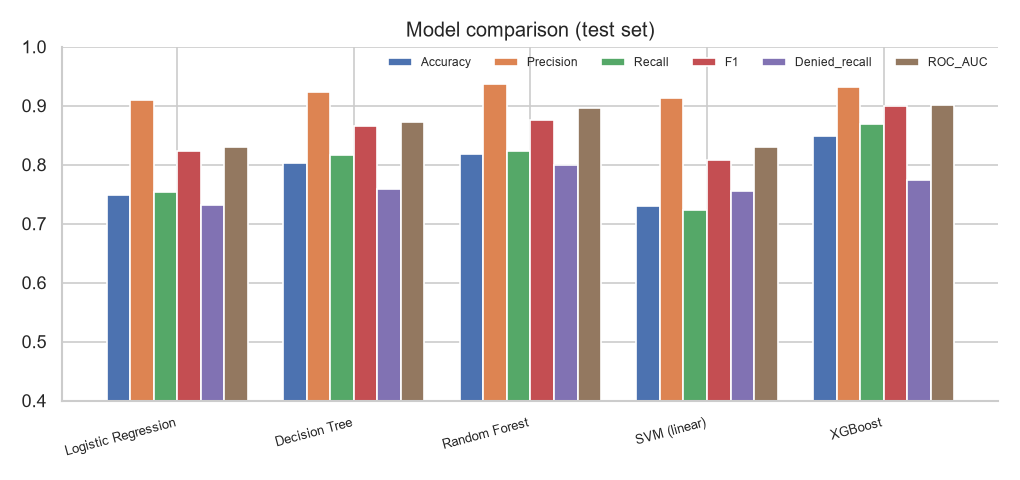 Model comparison (test set)
Accuracy Precision Recall F1 Denied_recall ROC_AUC
1.0
0.9
0.8
0.7
0.6
0.5
0.4
Logistic Regression Decision Tree Random Forest SVM (linear) XGBoost